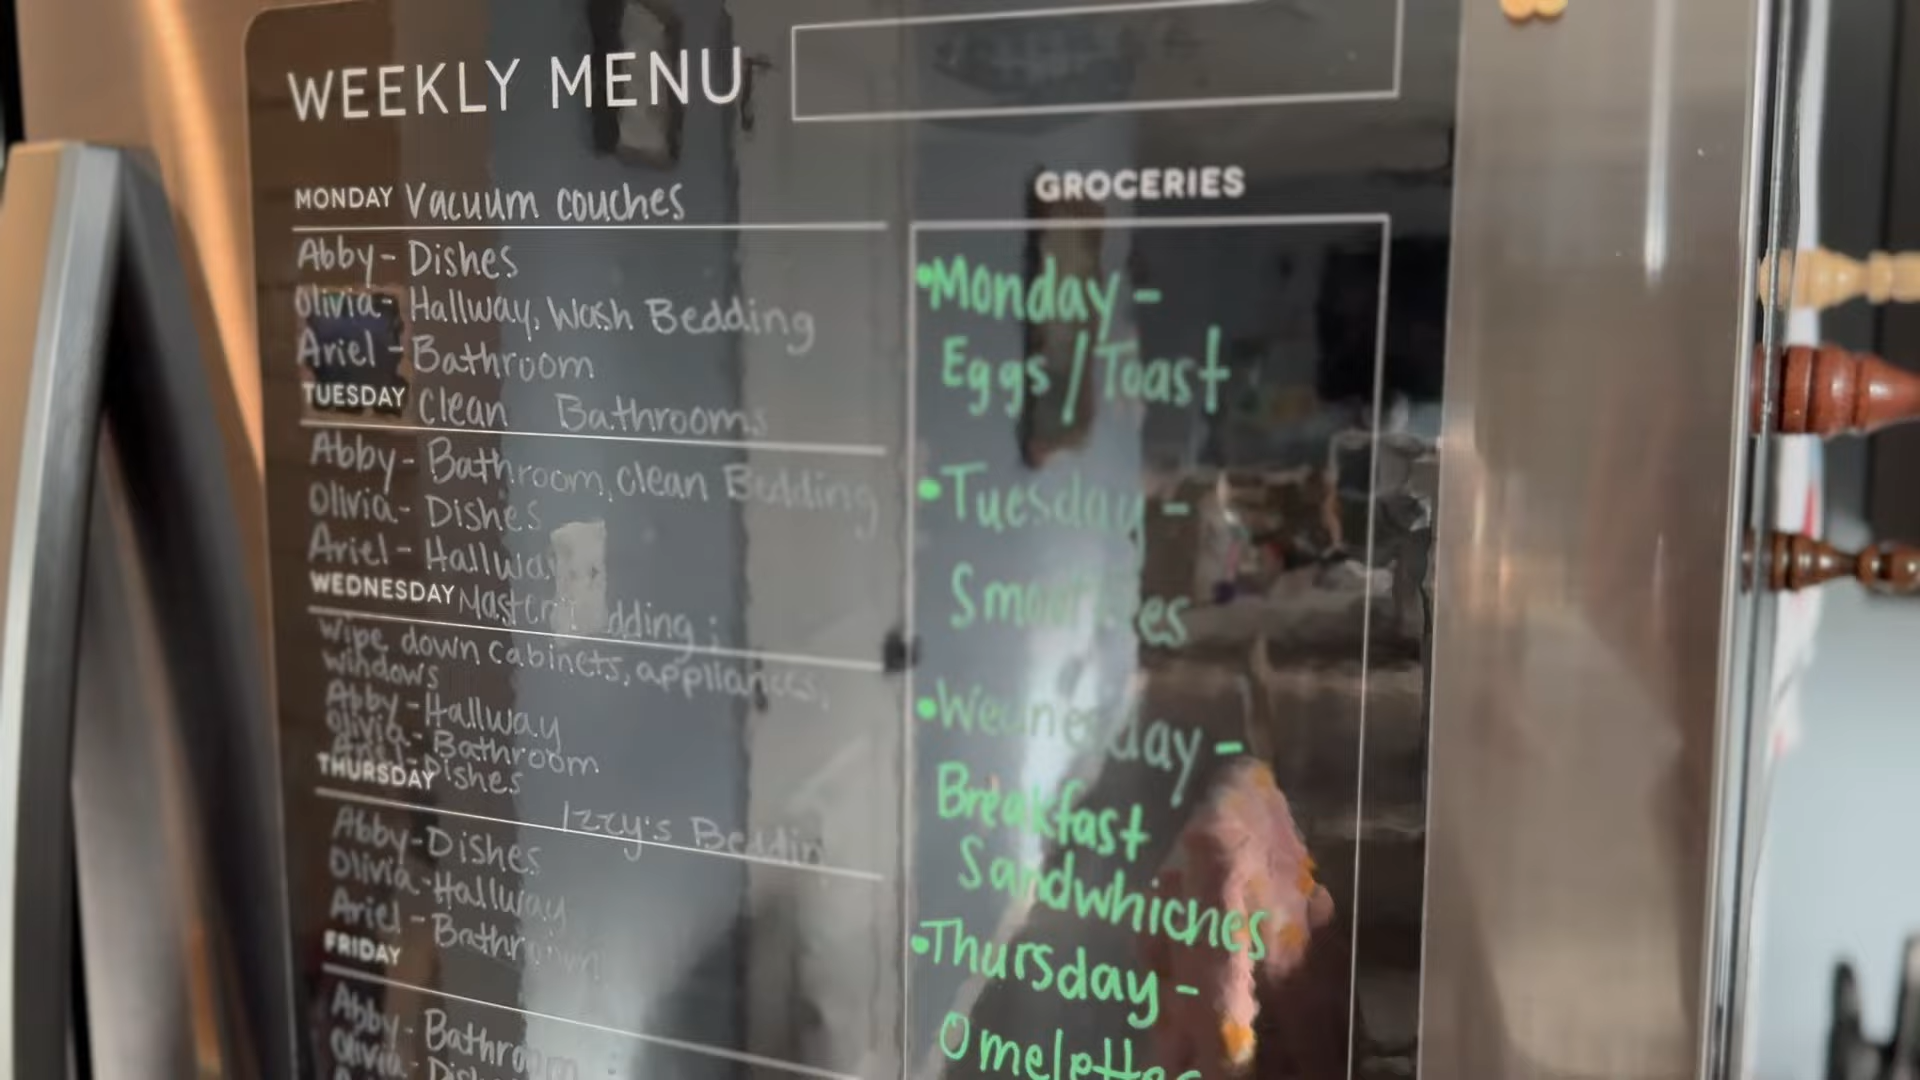 WEEKLY MENU
MONDAY Vacuum couches
Abby - Dishes
Olivia - Hallway, Wash Bedding
Ariel - Bathroom
TUESDAY Clean Bathrooms
Abby - Bathroom, clean Bedding
Olivia - Dishes
Ariel - Hallway
WEDNESDAY Master
wipe down cabinets, appliances,
windows
Abby - Hallway
Olivia - Bathroom
Ariel - Dishes
THURSDAY
Izzy's Bedding
Abby - Dishes
Olivia - Hallway
Ariel - Bathroom
FRIDAY
Abby - Bathroom
Olivia - 
GROCERIES
•Monday -
Eggs / Toast
•Tuesday -
Smoothies
•Wednesday -
Breakfast
Sandwhiches
•Thursday -
Omelettes